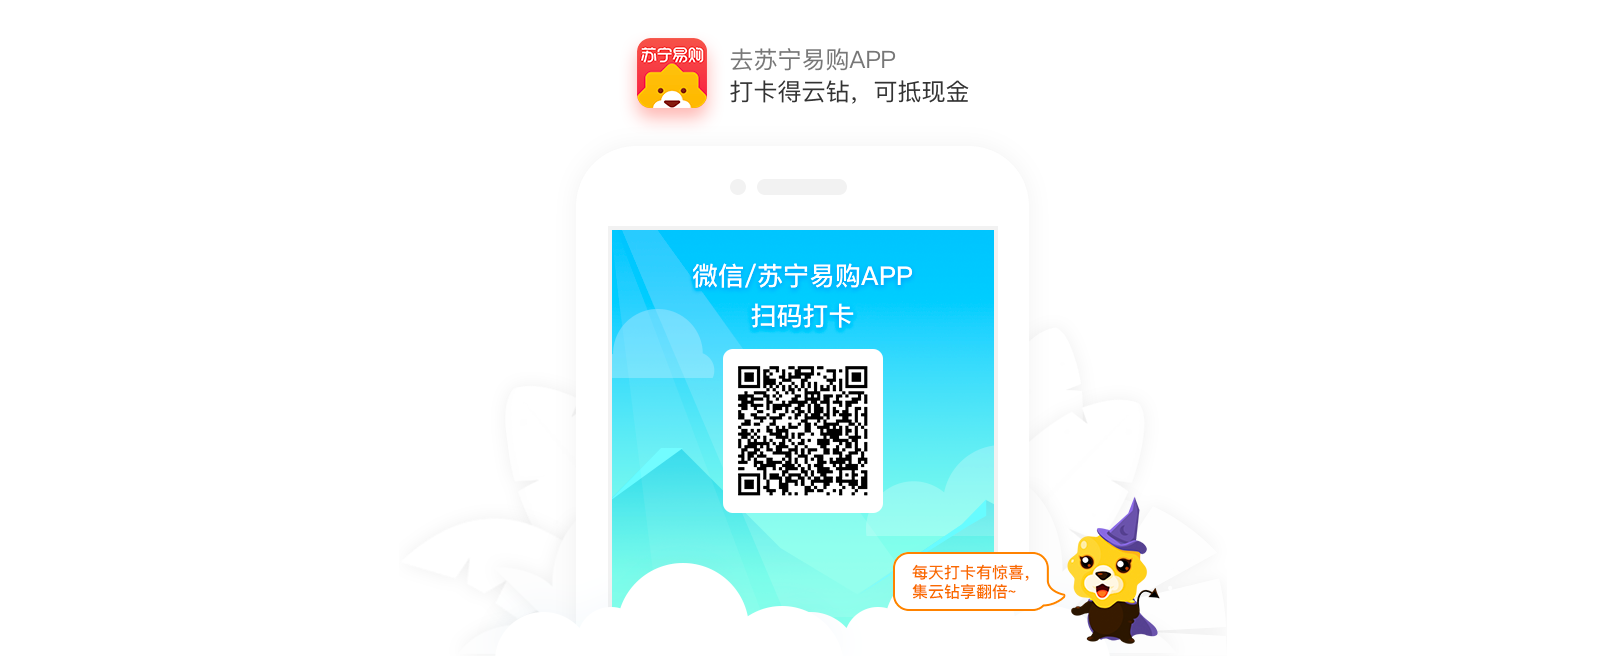 苏宁易购
去苏宁易购APP
打卡得云钻，可抵现金
微信/苏宁易购APP
扫码打卡
每天打卡有惊喜，
集云钻享翻倍~